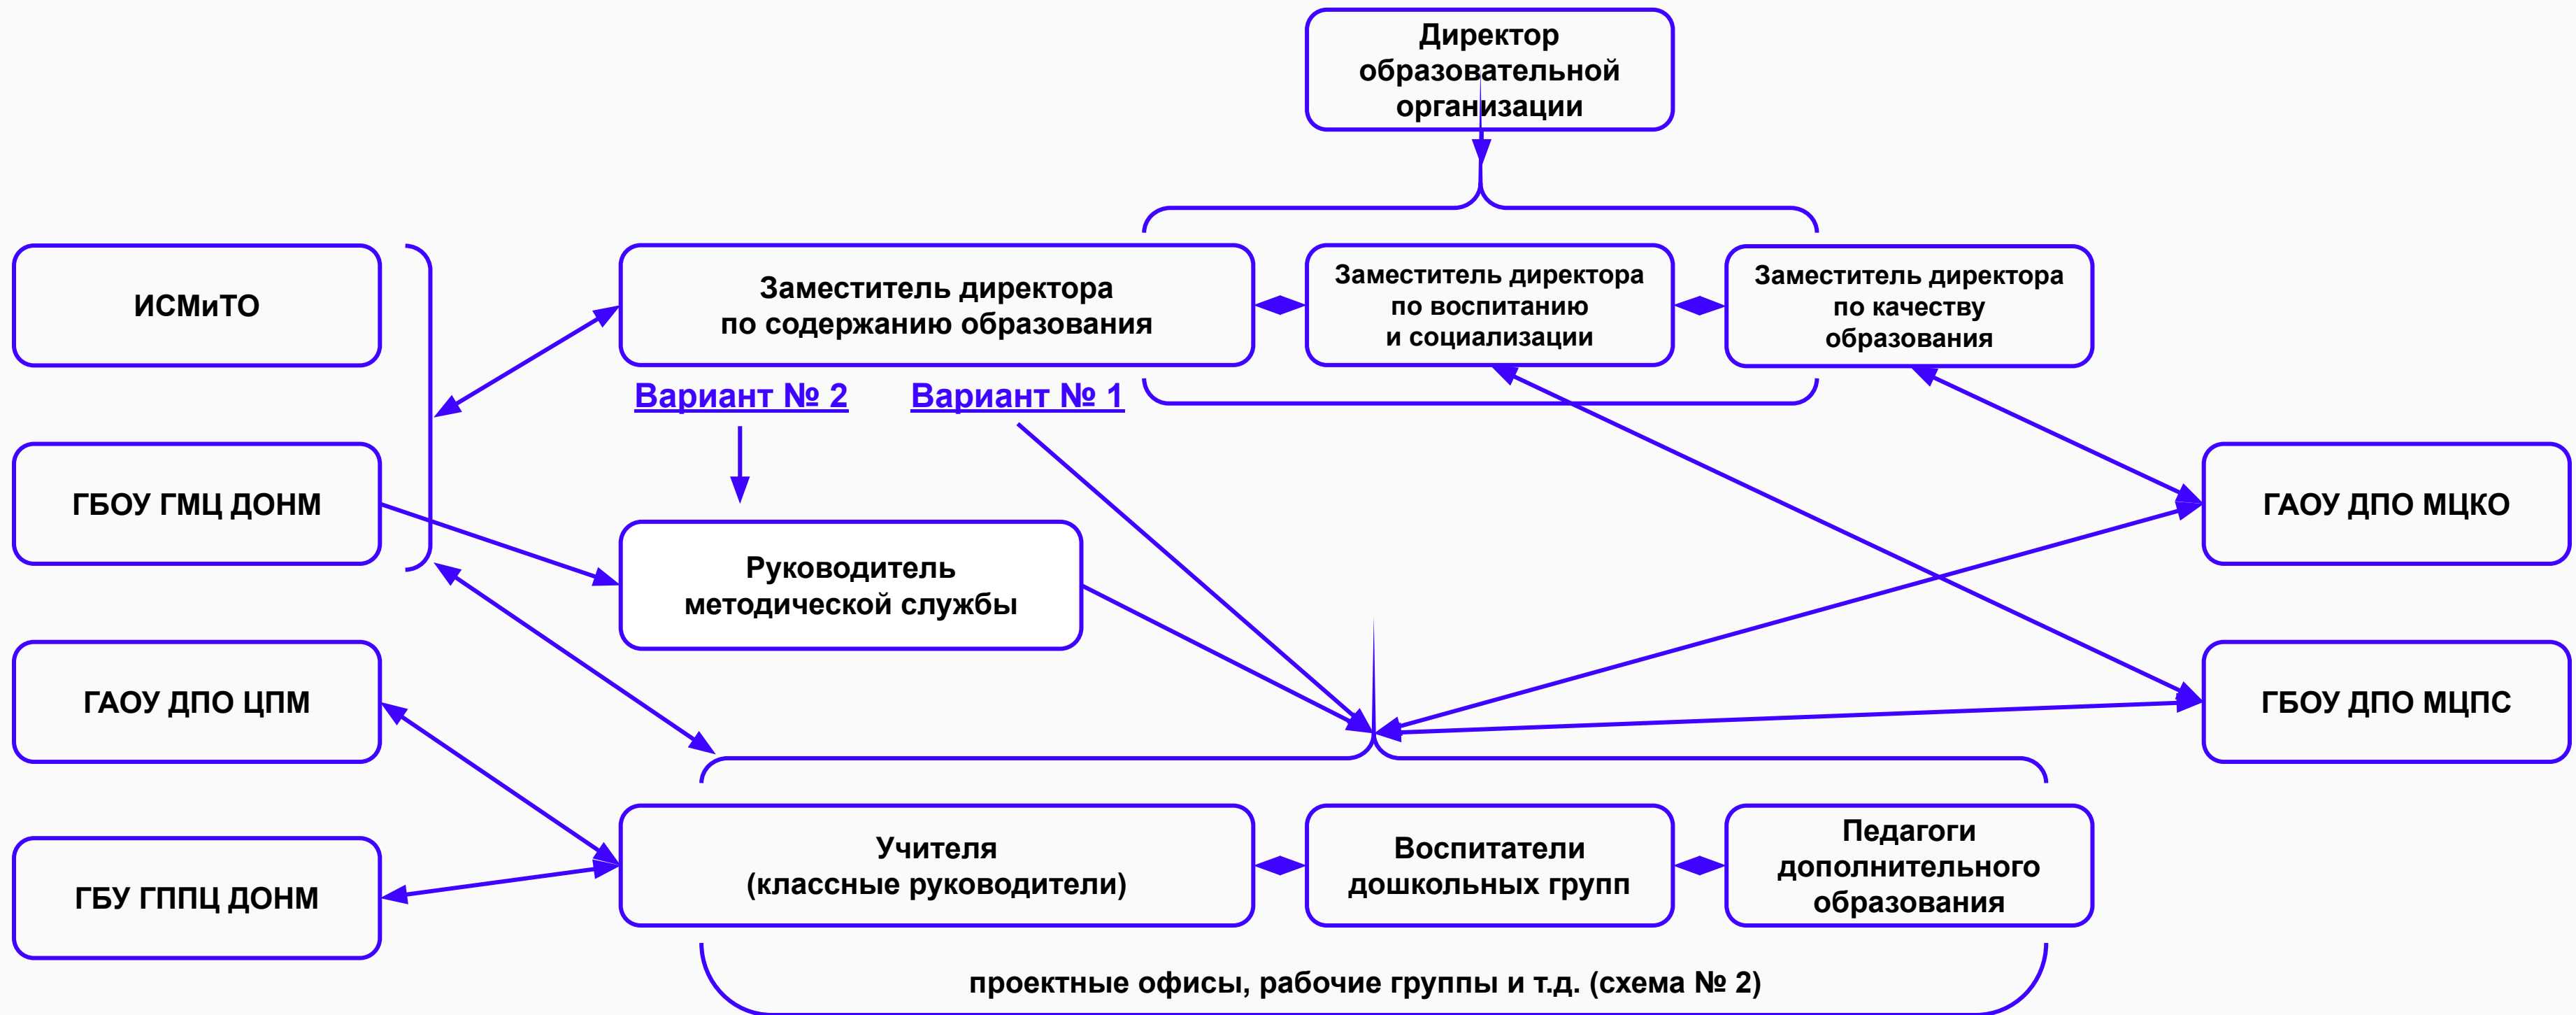 Директор
образовательной
организации
ИСМиТО
Заместитель директора
по содержанию образования
Заместитель директора
по воспитанию
и социализации
Заместитель директора
по качеству
образования
Вариант № 2
Вариант № 1
ГБОУ ГМЦ ДОНМ
ГАОУ ДПО МЦКО
Руководитель
методической службы
ГАОУ ДПО ЦПМ
ГБОУ ДПО МЦПС
Учителя
(классные руководители)
Воспитатели
дошкольных групп
Педагоги
дополнительного
образования
ГБУ ГППЦ ДОНМ
проектные офисы, рабочие группы и т.д. (схема № 2)